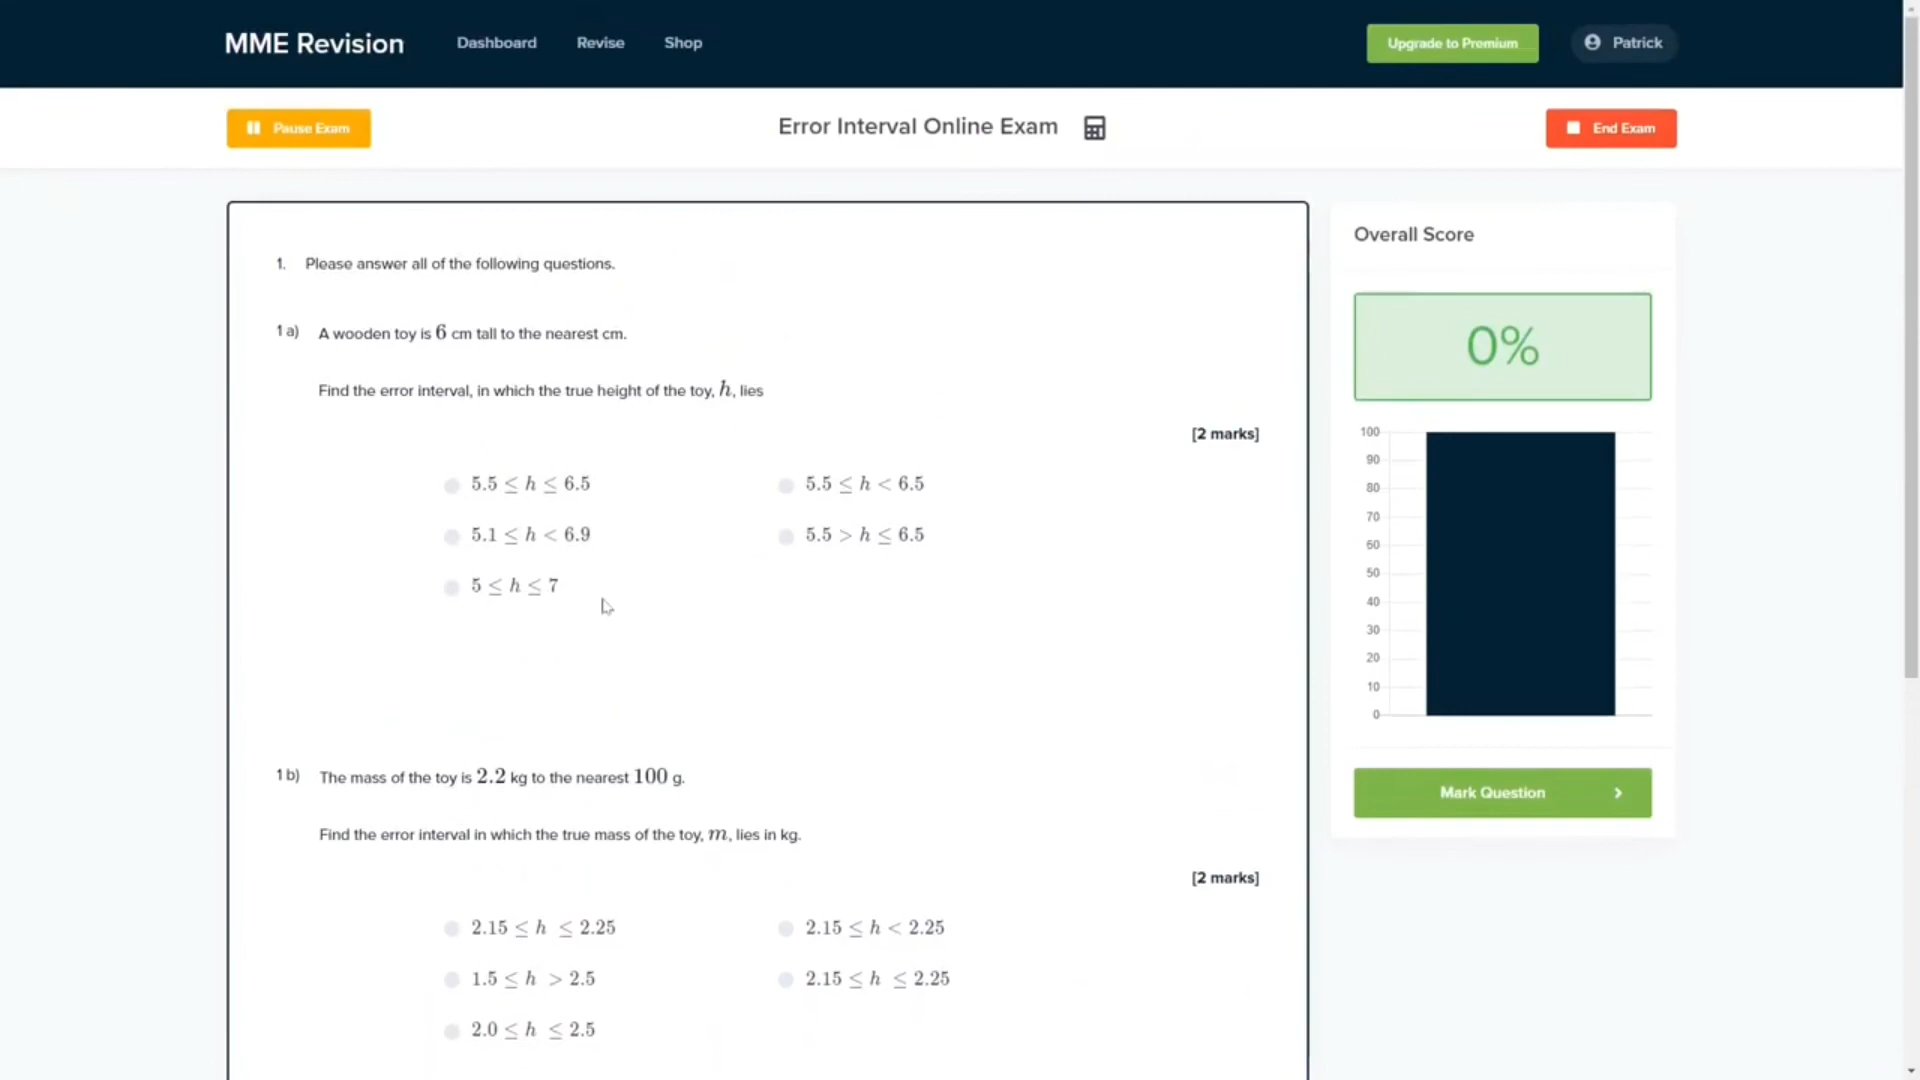 MME Revision
Dashboard
Revise
Shop
Upgrade to Premium
Patrick
Pause Exam
Error Interval Online Exam
End Exam
1. Please answer all of the following questions.
1 a) A wooden toy is 6 cm tall to the nearest cm.
Find the error interval, in which the true height of the toy, h, lies
[2 marks]
5.5 ≤ h ≤ 6.5
5.5 ≤ h < 6.5
5.1 ≤ h < 6.9
5.5 > h ≤ 6.5
5 ≤ h ≤ 7
1 b) The mass of the toy is 2.2 kg to the nearest 100 g.
Find the error interval in which the true mass of the toy, m, lies in kg.
[2 marks]
2.15 ≤ h ≤ 2.25
2.15 ≤ h < 2.25
1.5 ≤ h > 2.5
2.15 ≤ h ≤ 2.25
2.0 ≤ h ≤ 2.5
Overall Score
0%
100
90
80
70
60
50
40
30
20
10
0
Mark Question